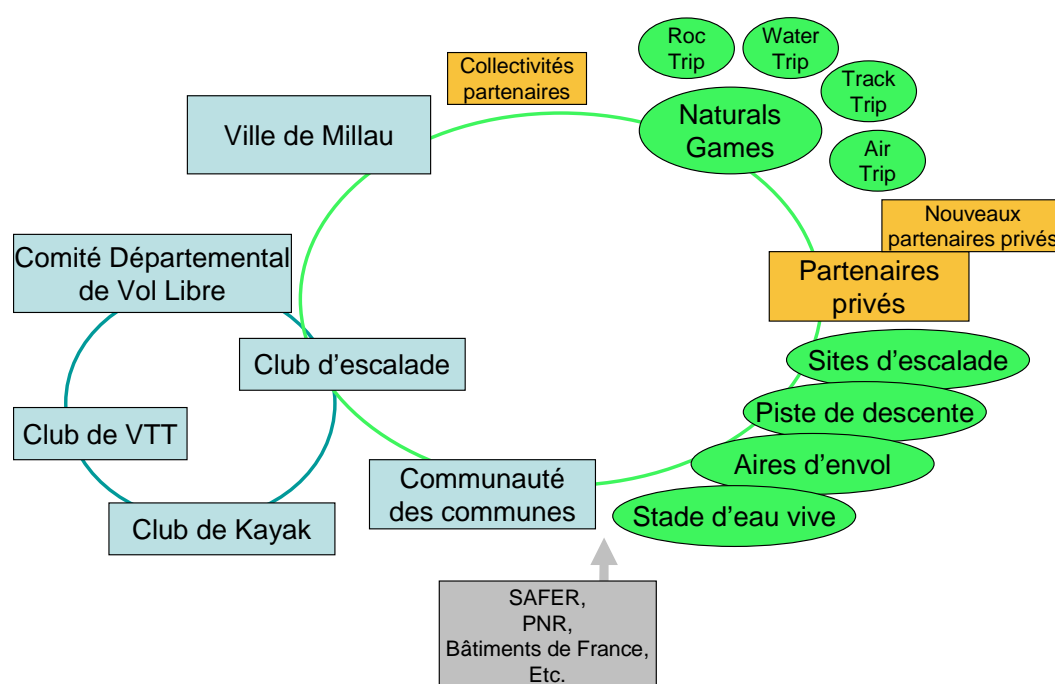 Roc
Trip
Water
Trip
Collectivités
partenaires
Track
Trip
Ville de Millau
Naturals
Games
Air
Trip
Nouveaux
partenaires privés
Comité Départemental
de Vol Libre
Partenaires
privés
Club d'escalade
Sites d'escalade
Club de VTT
Piste de descente
Aires d'envol
Communauté
des communes
Club de Kayak
Stade d'eau vive
SAFER,
PNR,
Bâtiments de France,
Etc.